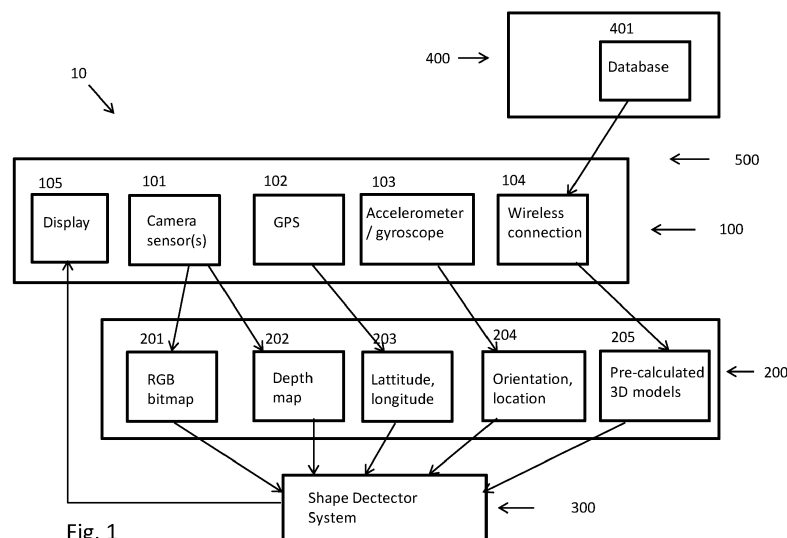 401
400
Database
10
500
105
101
102
103
104
Display
Camera
sensor(s)
GPS
Accelerometer
/ gyroscope
Wireless
connection
100
201
202
203
204
205
RGB
bitmap
Depth
map
Lattitude,
longitude
Orientation,
location
Pre-calculated
3D models
200
Shape Dectector
System
300
Fig. 1